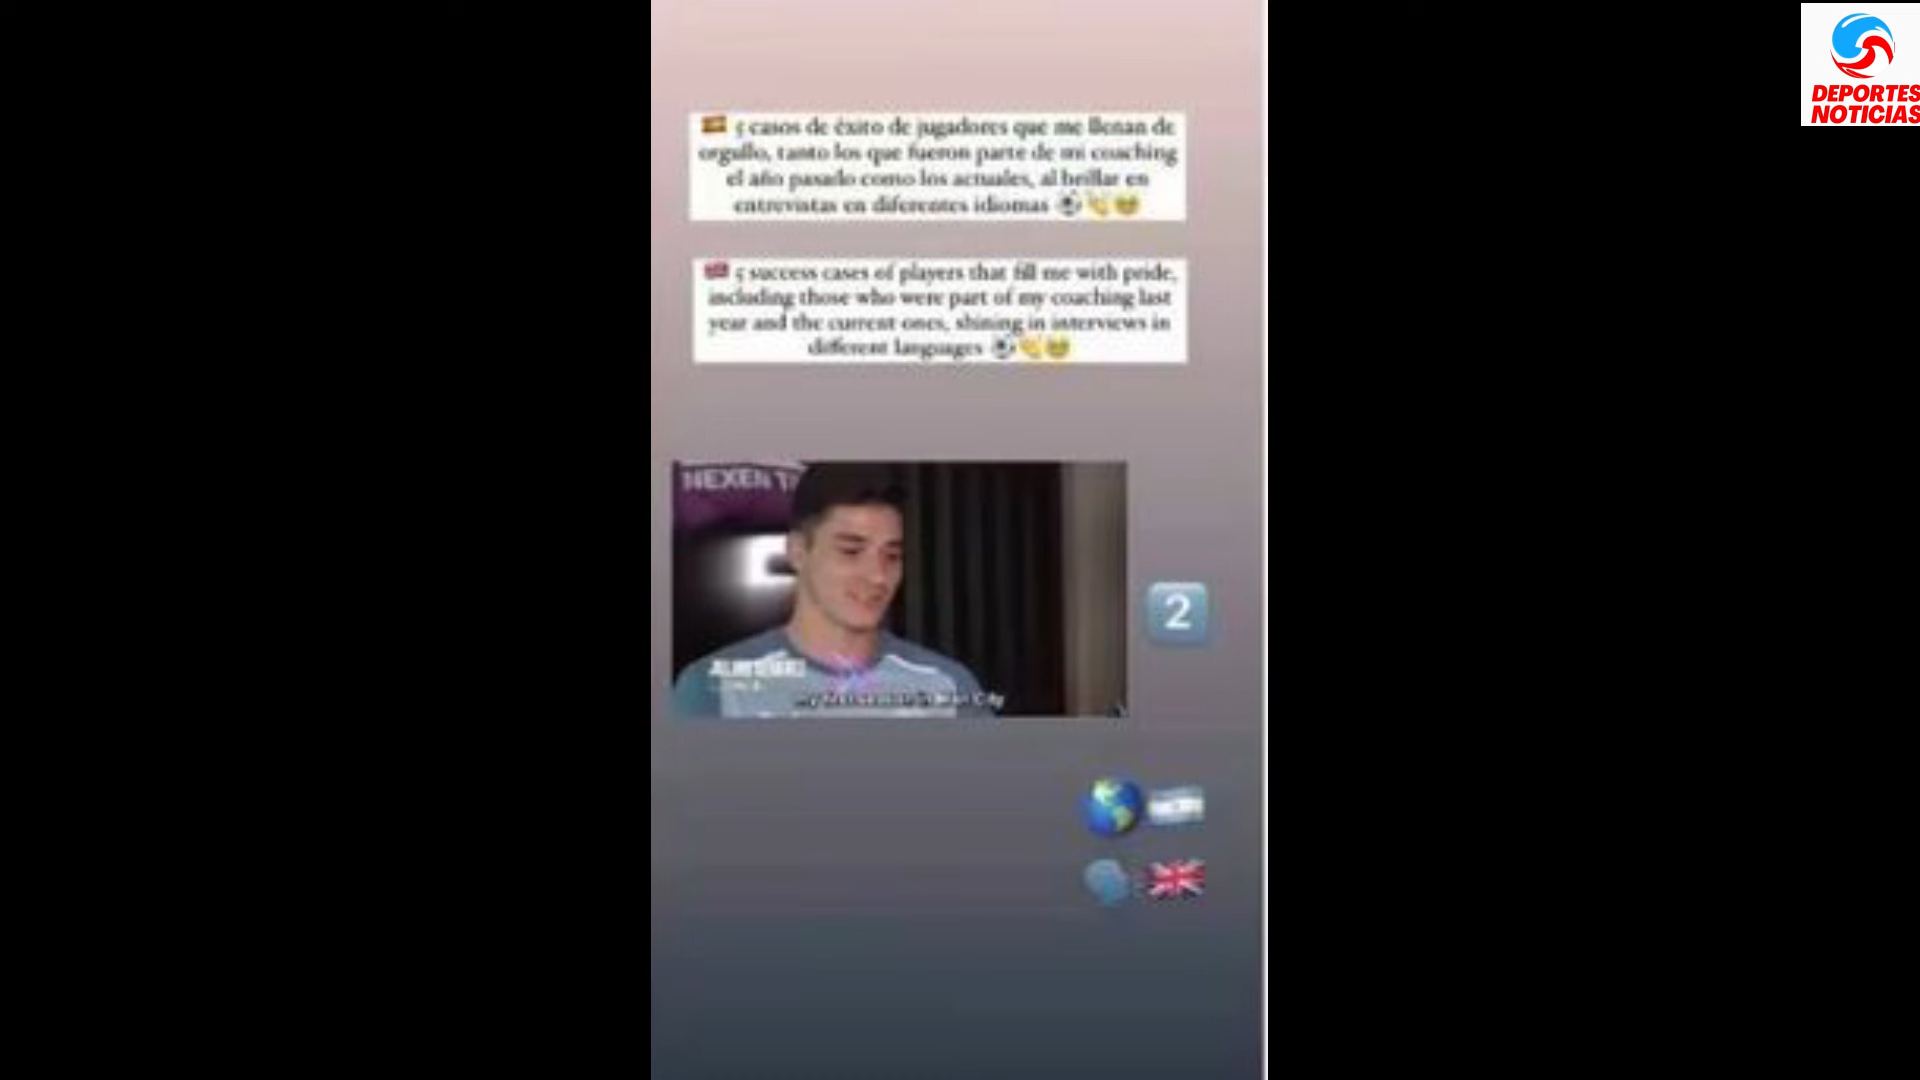 DEPORTES
NOTICIAS
5 casos de éxito de jugadores que me llenan de
orgullo, tanto los que fueron parte de mi coaching
el año pasado como los actuales, al brillar en
entrevistas en diferentes idiomas
5 success cases of players that fill me with pride,
including those who were part of my coaching last
year and the current ones, shining in interviews in
different languages
NEXEN
2
City